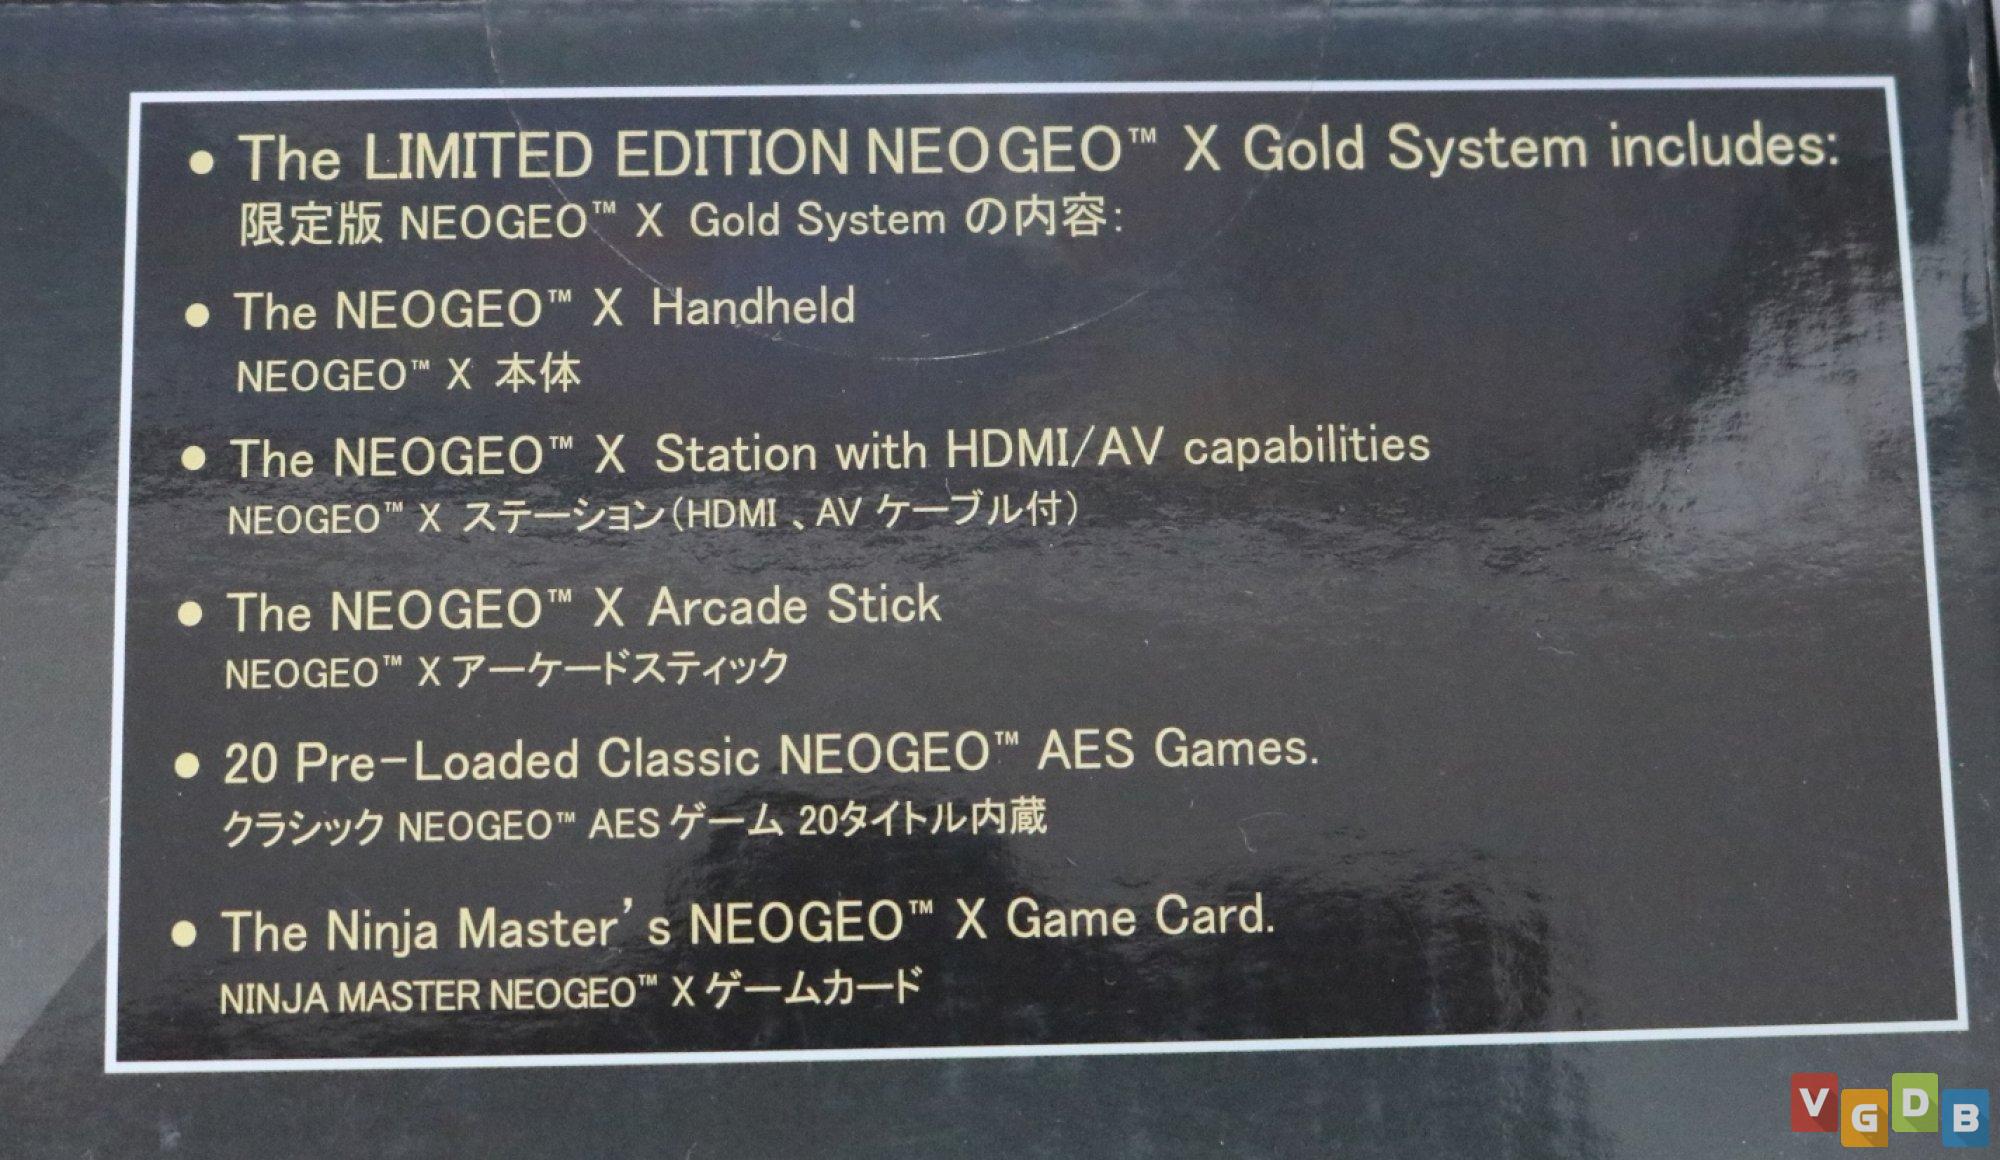 ● The LIMITED EDITION NEOGEO™ X Gold System includes:
限定版 NEOGEO™ X Gold System の内容:
● The NEOGEO™ X Handheld
NEOGEO™ X 本体
● The NEOGEO™ X Station with HDMI/AV capabilities
NEOGEO™ X ステーション(HDMI 、AV ケーブル付)
● The NEOGEO™ X Arcade Stick
NEOGEO™ X アーケードスティック
● 20 Pre-Loaded Classic NEOGEO™ AES Games.
クラシック NEOGEO™ AES ゲーム 20タイトル内蔵
● The Ninja Master's NEOGEO™ X Game Card.
NINJA MASTER NEOGEO™ X ゲームカード
VGDB